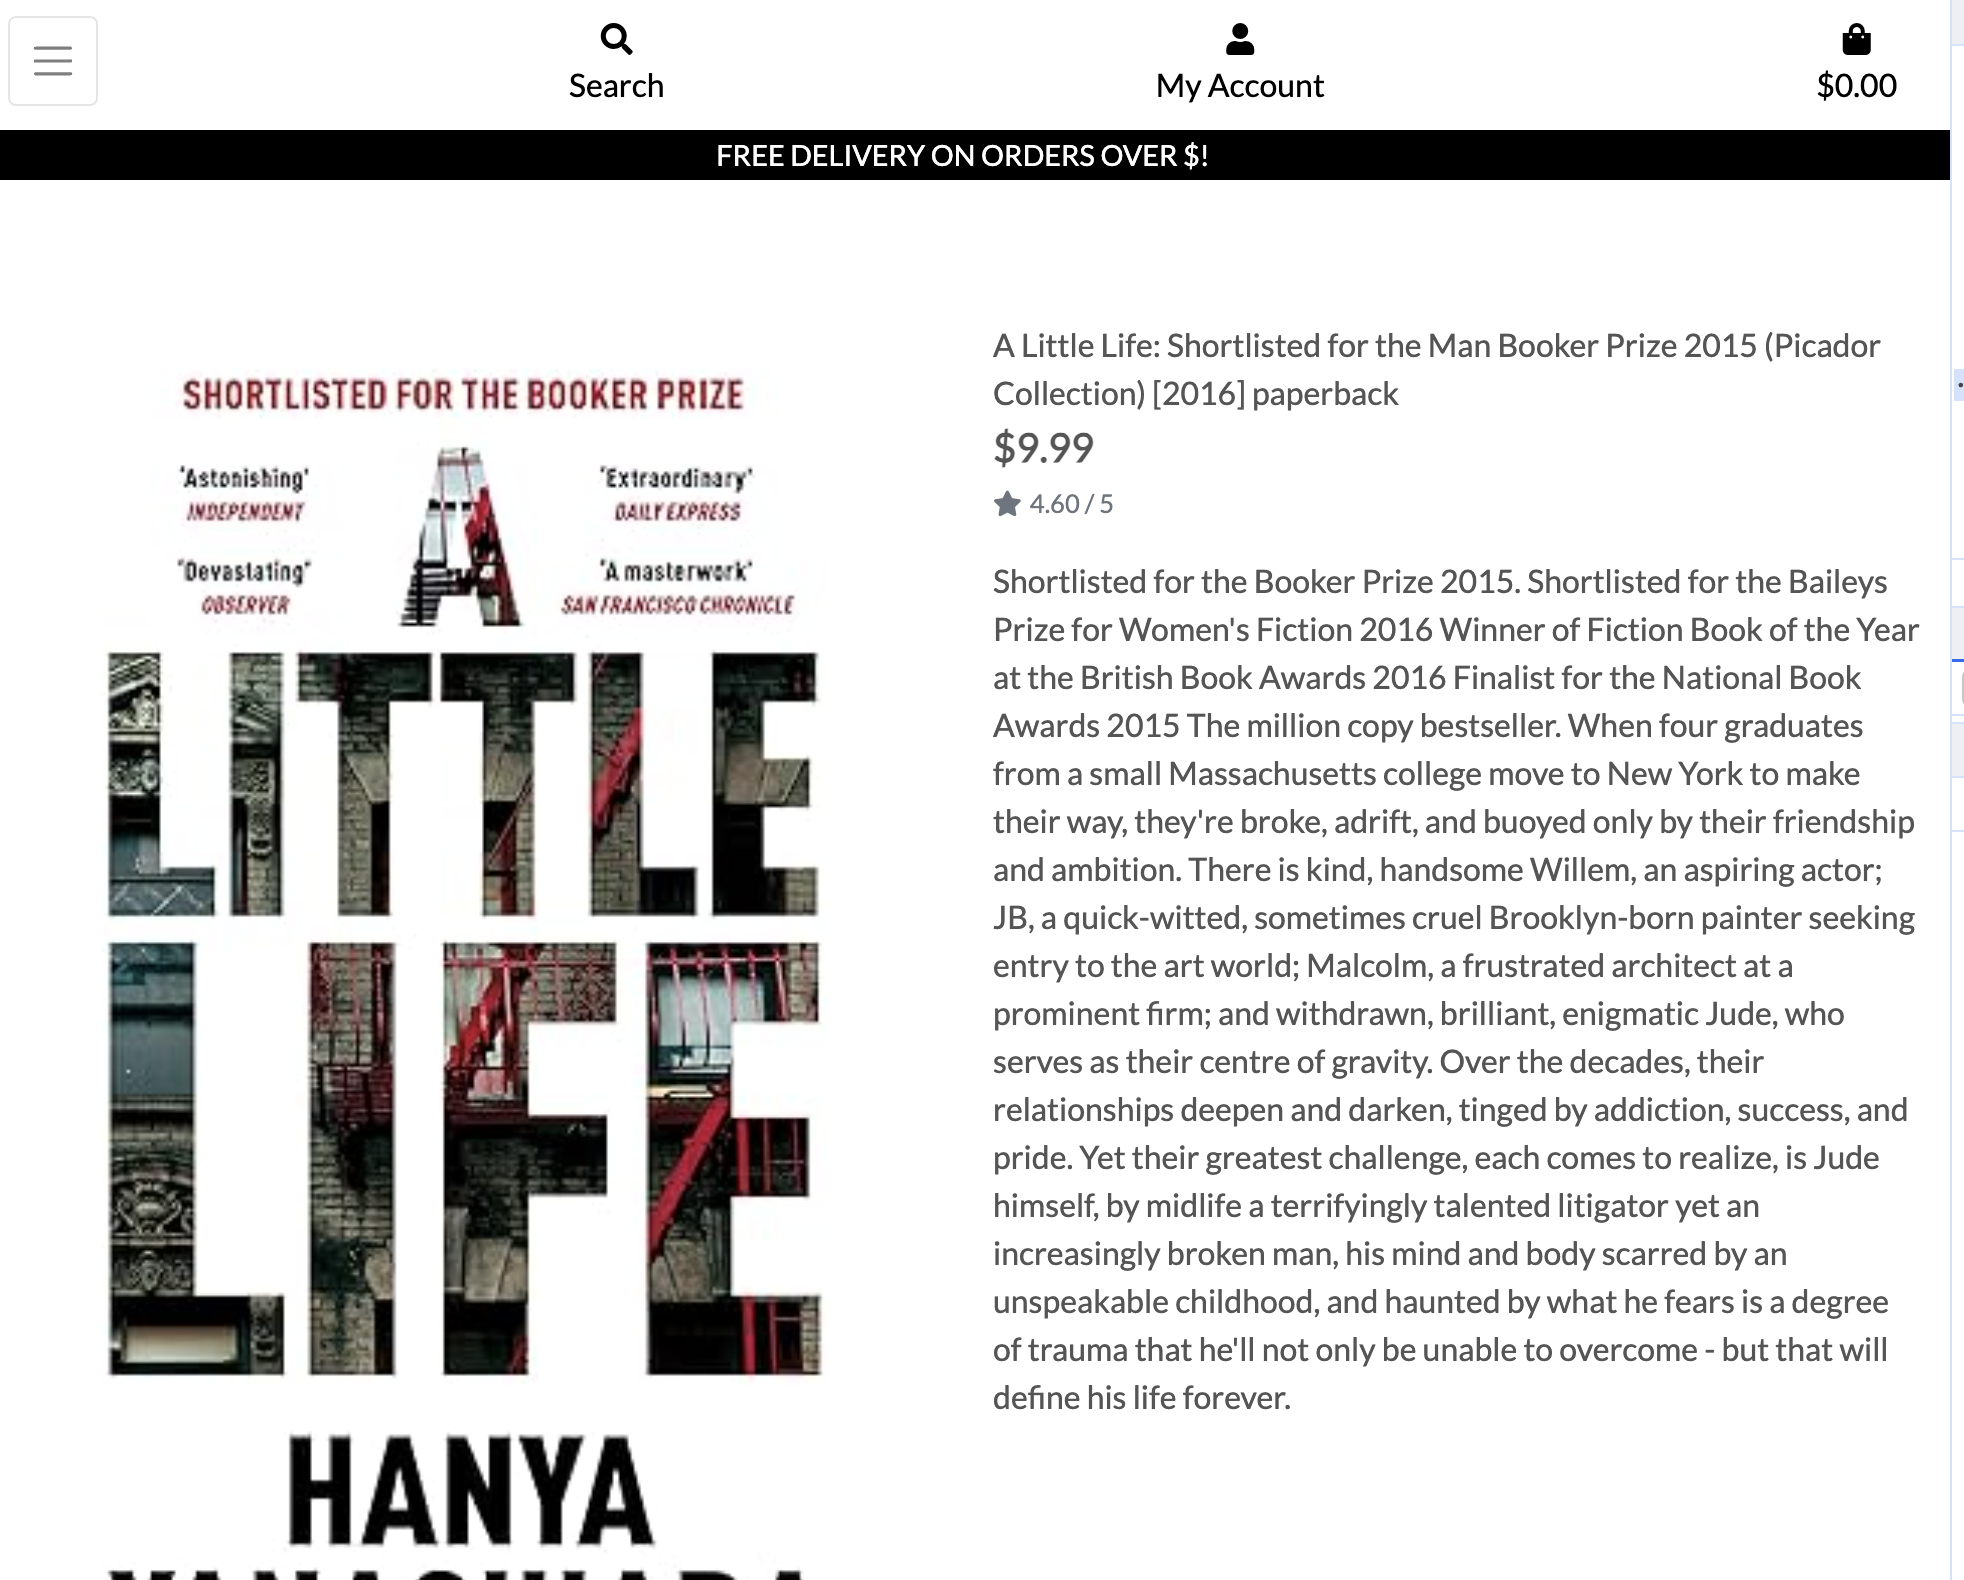 Search
My Account
$0.00
FREE DELIVERY ON ORDERS OVER $!
SHORTLISTED FOR THE BOOKER PRIZE
'Astonishing'
INDEPENDENT
'Extraordinary'
DAILY EXPRESS
'Devastating'
OBSERVER
'A masterwork'
SAN FRANCISCO CHRONICLE
A
LITTLE
LIFE
HANYA
A Little Life: Shortlisted for the Man Booker Prize 2015 (Picador
Collection) [2016] paperback
$9.99
4.60 / 5
Shortlisted for the Booker Prize 2015. Shortlisted for the Baileys
Prize for Women's Fiction 2016 Winner of Fiction Book of the Year
at the British Book Awards 2016 Finalist for the National Book
Awards 2015 The million copy bestseller. When four graduates
from a small Massachusetts college move to New York to make
their way, they're broke, adrift, and buoyed only by their friendship
and ambition. There is kind, handsome Willem, an aspiring actor;
JB, a quick-witted, sometimes cruel Brooklyn-born painter seeking
entry to the art world; Malcolm, a frustrated architect at a
prominent firm; and withdrawn, brilliant, enigmatic Jude, who
serves as their centre of gravity. Over the decades, their
relationships deepen and darken, tinged by addiction, success, and
pride. Yet their greatest challenge, each comes to realize, is Jude
himself, by midlife a terrifyingly talented litigator yet an
increasingly broken man, his mind and body scarred by an
unspeakable childhood, and haunted by what he fears is a degree
of trauma that he'll not only be unable to overcome - but that will
define his life forever.